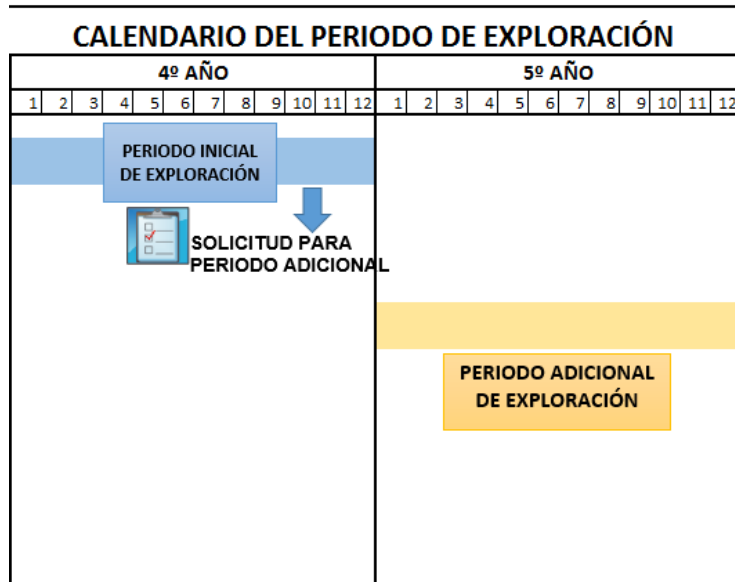 CALENDARIO DEL PERIODO DE EXPLORACIÓN
4º AÑO 5º AÑO
1 2 3 4 5 6 7 8 9 10 11 12 1 2 3 4 5 6 7 8 9 10 11 12
PERIODO INICIAL
DE EXPLORACIÓN
SOLICITUD PARA
PERIODO ADICIONAL
PERIODO ADICIONAL
DE EXPLORACIÓN